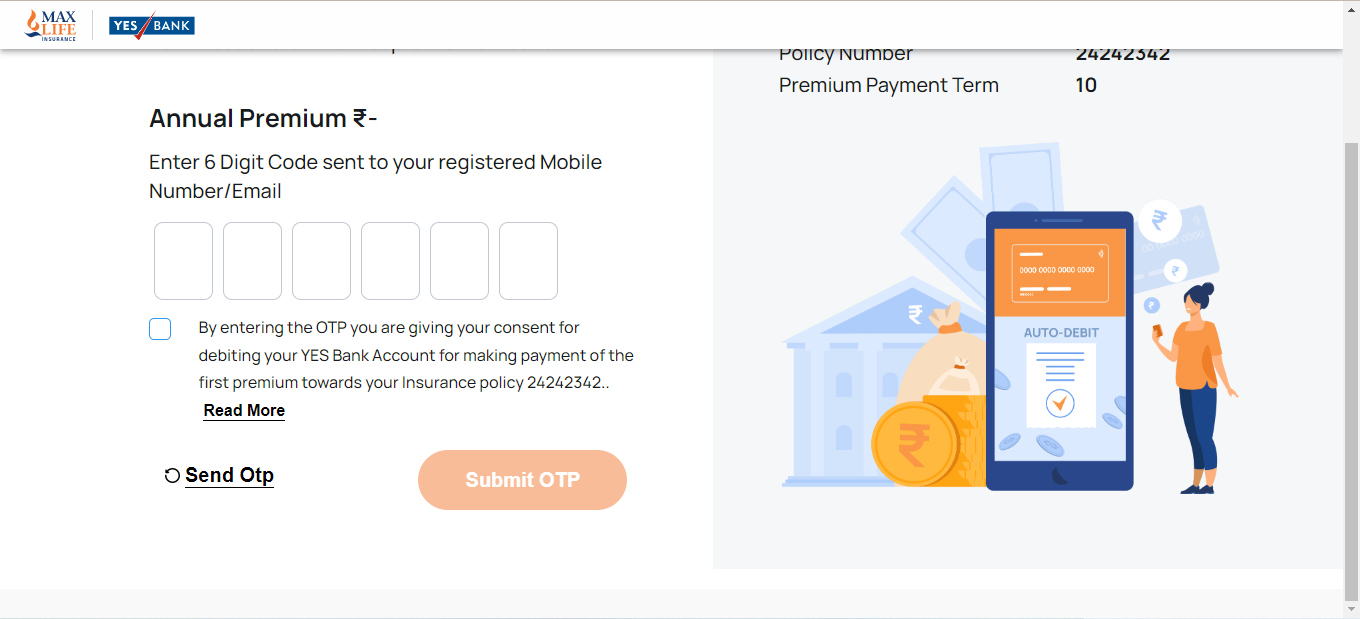 MAX
LIFE
INSURANCE
YES BANK
Policy Number 24242342
Premium Payment Term 10
Annual Premium ₹-
Enter 6 Digit Code sent to your registered Mobile
Number/Email
By entering the OTP you are giving your consent for
debiting your YES Bank Account for making payment of the
first premium towards your Insurance policy 24242342..
Read More
Send Otp
Submit OTP
₹
00 0000 0000
₹
0000 0000 0000 0000
₹
₹
AUTO-DEBIT
₹